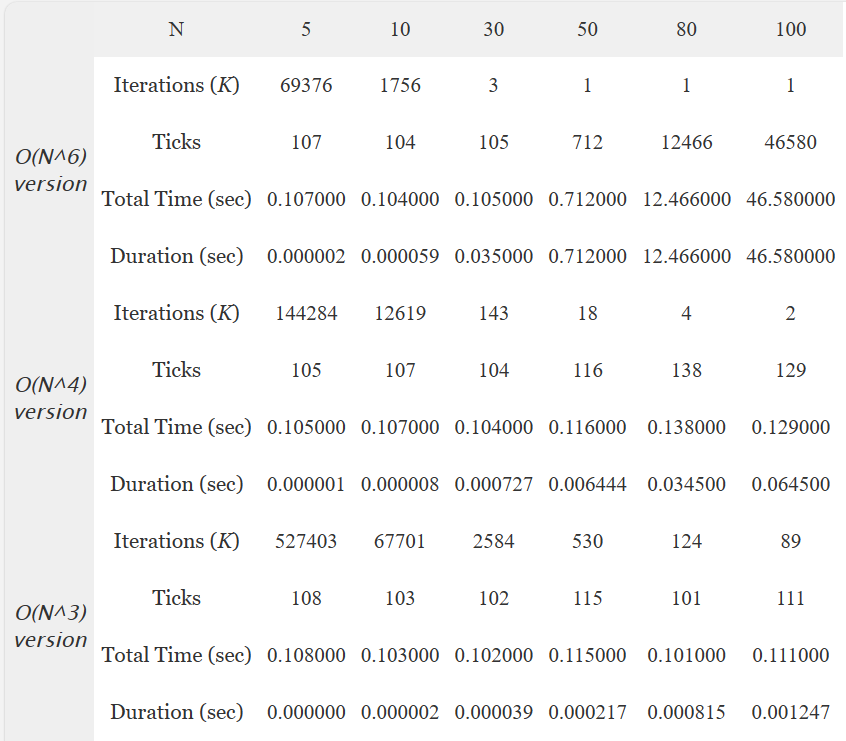 N 5 10 30 50 80 100
O(N^6) version
Iterations (K) 69376 1756 3 1 1 1
Ticks 107 104 105 712 12466 46580
Total Time (sec) 0.107000 0.104000 0.105000 0.712000 12.466000 46.580000
Duration (sec) 0.000002 0.000059 0.035000 0.712000 12.466000 46.580000
O(N^4) version
Iterations (K) 144284 12619 143 18 4 2
Ticks 105 107 104 116 138 129
Total Time (sec) 0.105000 0.107000 0.104000 0.116000 0.138000 0.129000
Duration (sec) 0.000001 0.000008 0.000727 0.006444 0.034500 0.064500
O(N^3) version
Iterations (K) 527403 67701 2584 530 124 89
Ticks 108 103 102 115 101 111
Total Time (sec) 0.108000 0.103000 0.102000 0.115000 0.101000 0.111000
Duration (sec) 0.000000 0.000002 0.000039 0.000217 0.000815 0.001247